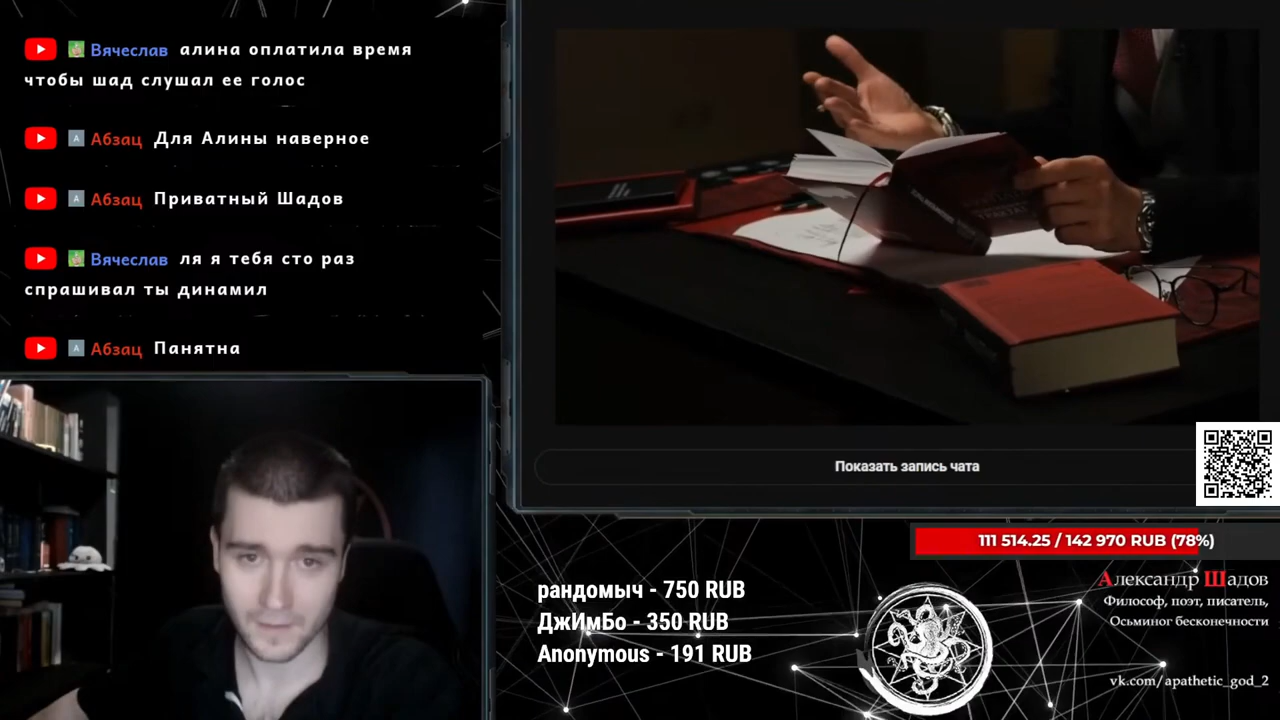 Вячеслав алина оплатила время
чтобы шад слушал ее голос
Абзац Для Алины наверное
Абзац Приватный Шадов
Вячеслав ля я тебя сто раз
спрашивал ты динамил
Абзац Панятна
Показать запись чата
111 514.25 / 142 970 RUB (78%)
рандомыч - 750 RUB
ДжИмБо - 350 RUB
Anonymous - 191 RUB
Александр Шадов
Философ, поэт, писатель,
Осьминог бесконечности
vk.com/apathetic_god_2